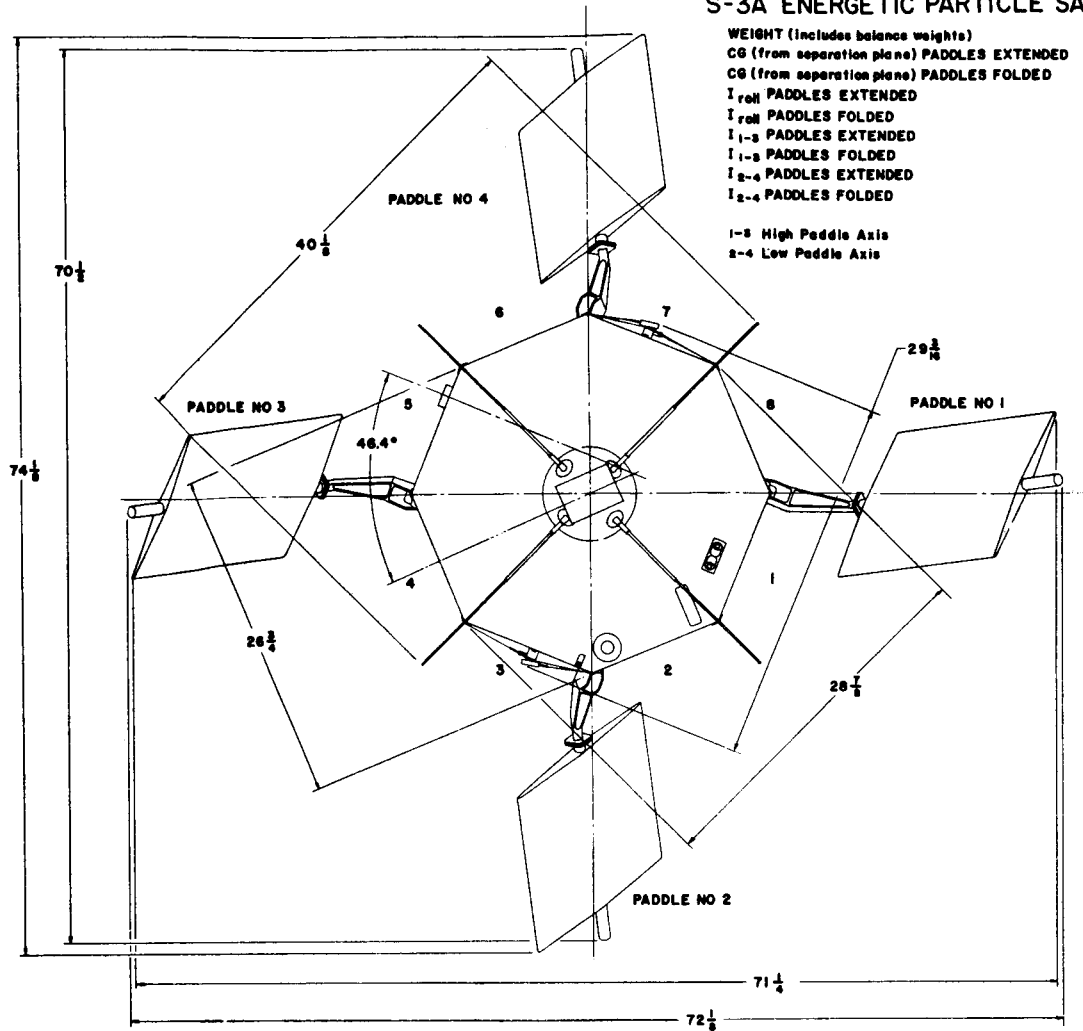 S-3A ENERGETIC PARTICLE SA
WEIGHT (includes balance weights)
CG (from separation plane) PADDLES EXTENDED
CG (from separation plane) PADDLES FOLDED
I roll PADDLES EXTENDED
I roll PADDLES FOLDED
I 1-3 PADDLES EXTENDED
I 1-3 PADDLES FOLDED
I 2-4 PADDLES EXTENDED
I 2-4 PADDLES FOLDED
1-3 High Paddle Axis
2-4 Low Paddle Axis
PADDLE NO 4
40 1/8
70 1/2
6
7
29 3/16
PADDLE NO 3
5
8
PADDLE NO 1
46.4°
74 1/8
4
1
26 3/4
3
2
28 7/8
PADDLE NO 2
71 1/4
72 1/8